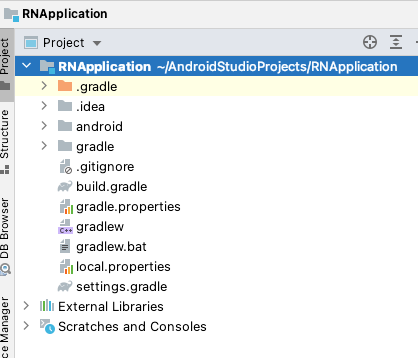 RNApplication
Project
RNApplication ~/AndroidStudioProjects/RNApplication
.gradle
.idea
android
gradle
.gitignore
build.gradle
gradle.properties
C++ gradlew
gradlew.bat
local.properties
settings.gradle
External Libraries
Scratches and Consoles
Project
Structure
DB Browser
ce Manager